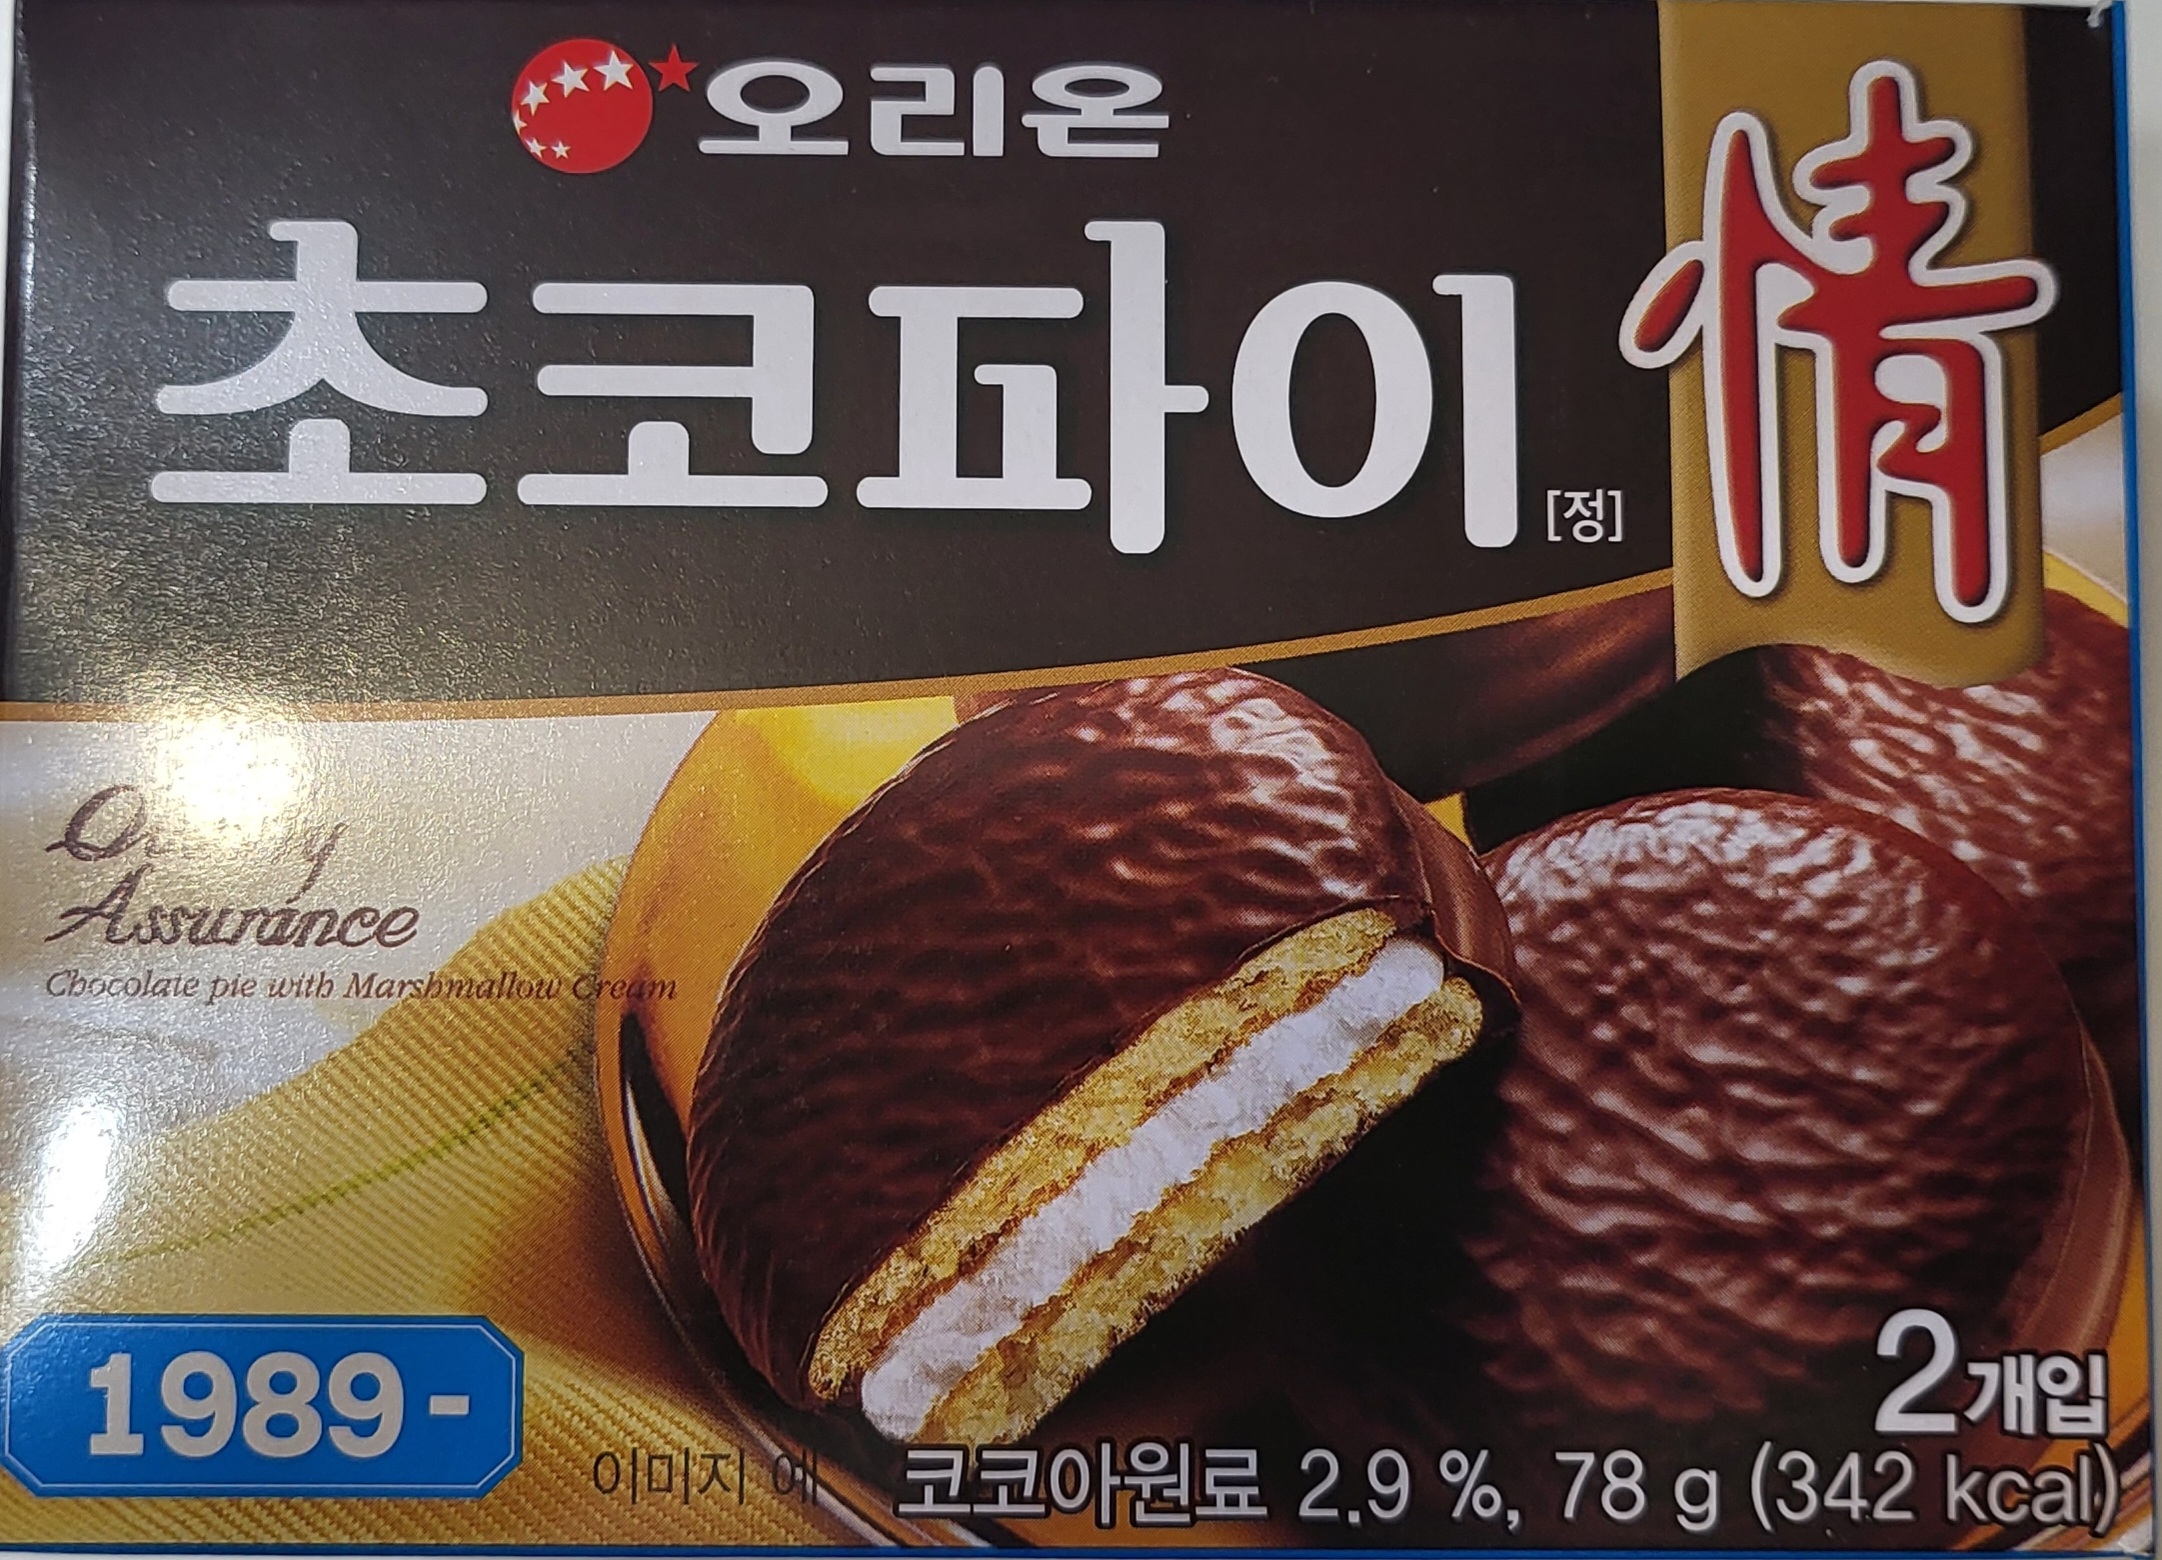 오리온
초코파이 情
[정]
Assurance
Chocolate pie with Marshmallow Cream
1989-
2개입
이미지 예
코코아원료 2.9 %, 78 g (342 kcal)